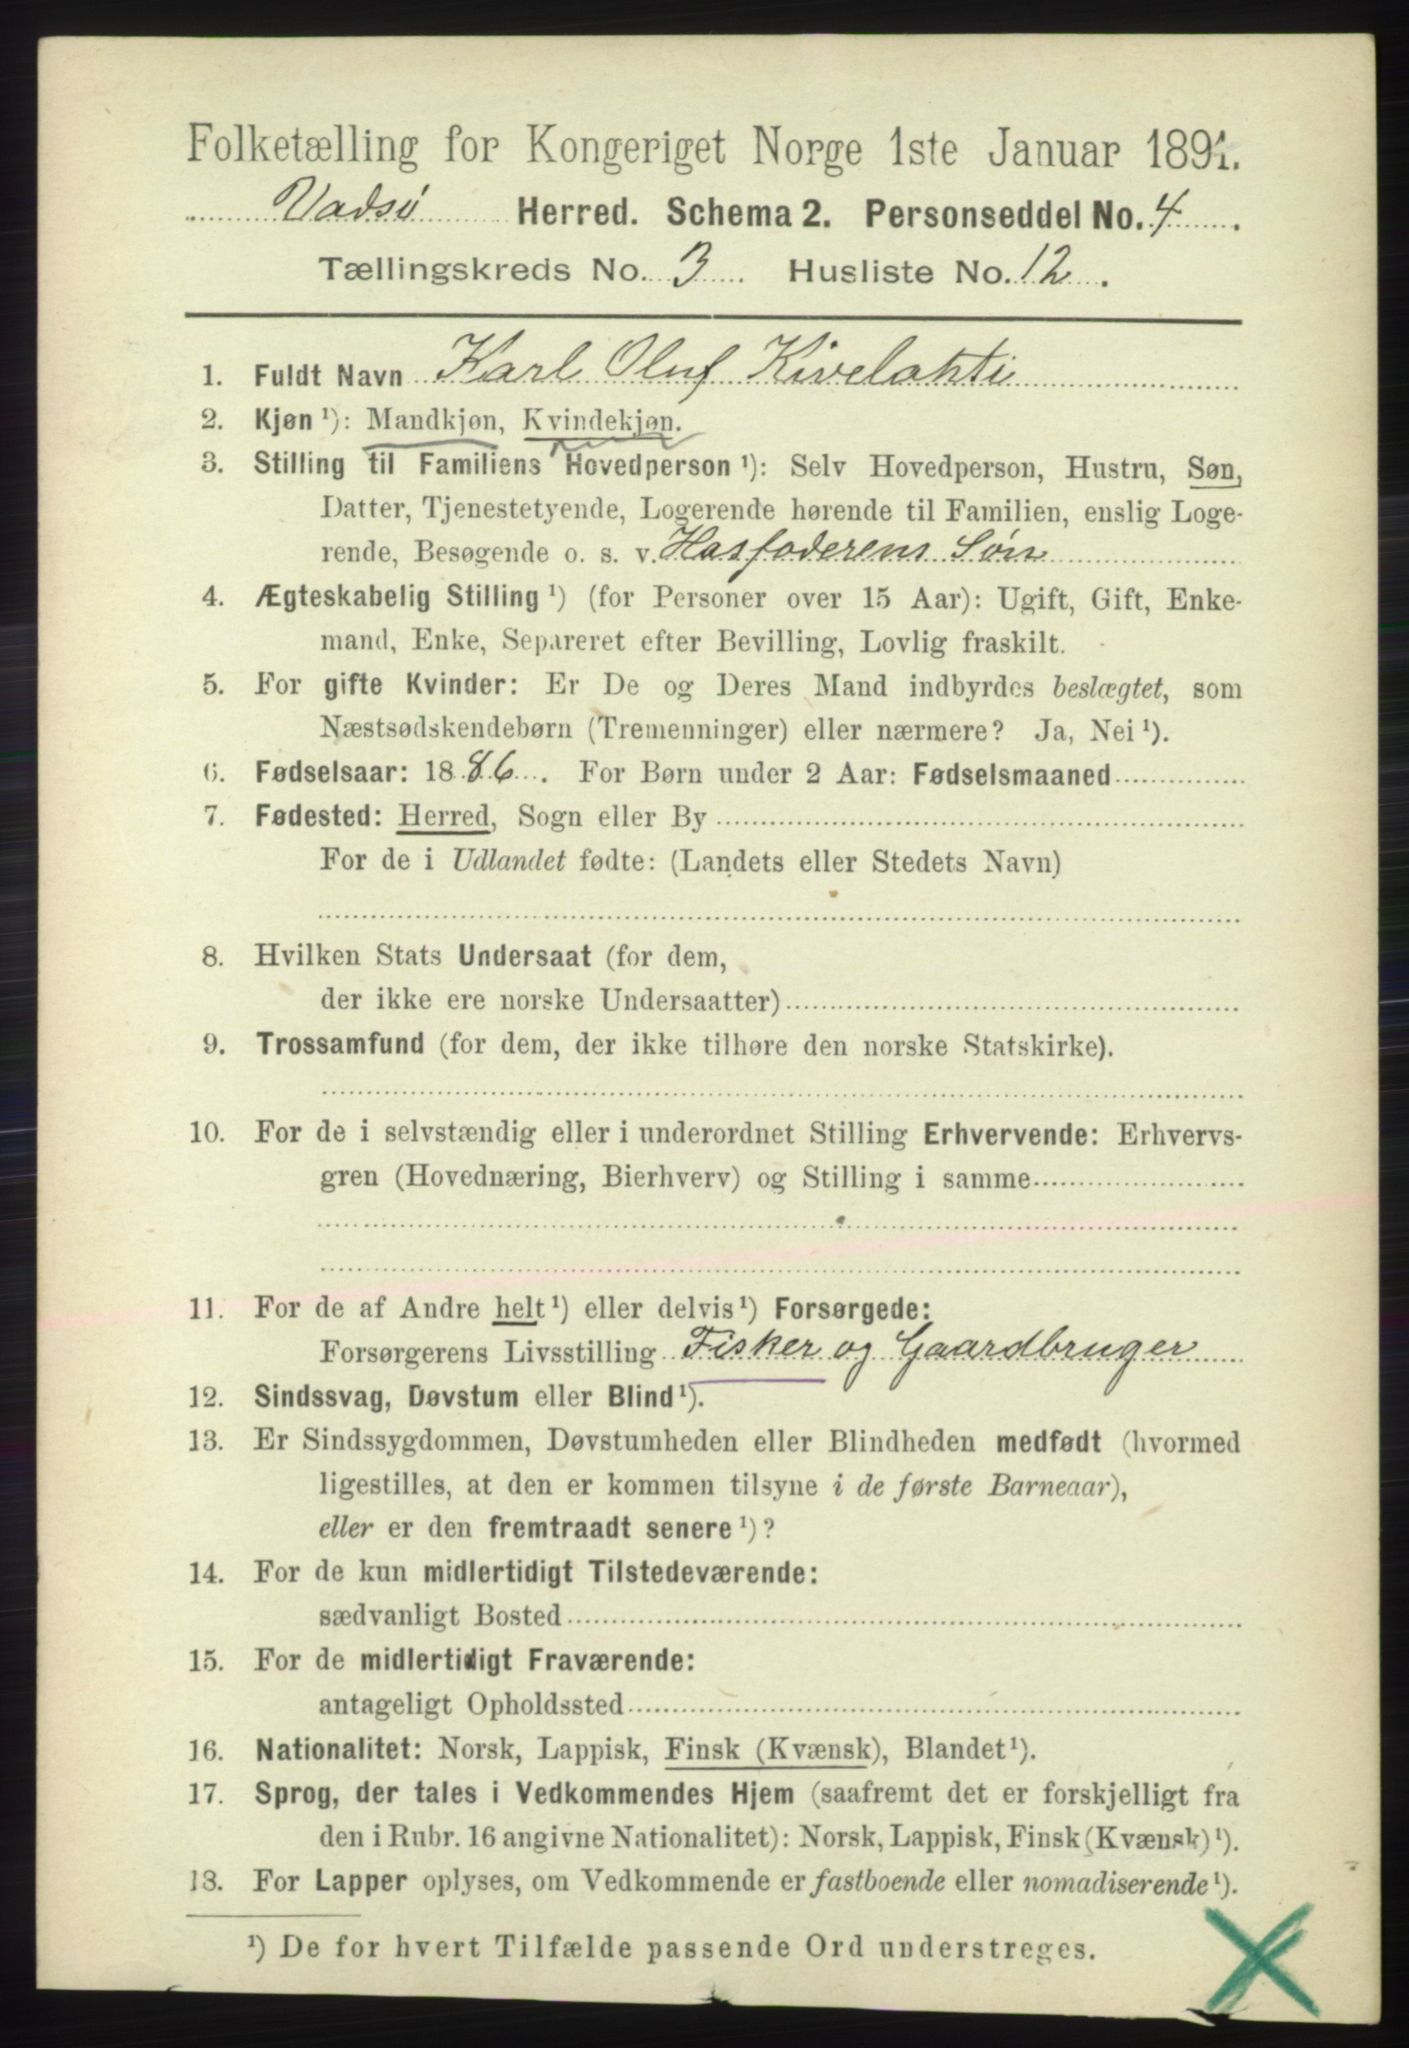 Folketælling for Kongeriget Norge 1ste Januar 1891.
Vadsø Herred. Schema 2. Personseddel No. 4.
Tællingskreds No. 3. Husliste No. 12.
1. Fuldt Navn Karl Oluf Kivelahti
2. Kjøn ¹): Mandkjøn, Kvindekjøn.
3. Stilling til Familiens Hovedperson ¹): Selv Hovedperson, Hustru, Søn,
Datter, Tjenestetyende, Logerende hørende til Familien, enslig Loge-
rende, Besøgende o. s. v. Hasfaderens Søn
4. Ægteskabelig Stilling ¹) (for Personer over 15 Aar): Ugift, Gift, Enke-
mand, Enke, Separeret efter Bevilling, Lovlig fraskilt.
5. For gifte Kvinder: Er De og Deres Mand indbyrdes beslægtet, som
Næstsødskendebørn (Tremenninger) eller nærmere? Ja, Nei ¹).
6. Fødselsaar: 1886. For Børn under 2 Aar: Fødselsmaaned
7. Fødested: Herred, Sogn eller By
For de i Udlandet fødte: (Landets eller Stedets Navn)
8. Hvilken Stats Undersaat (for dem,
der ikke ere norske Undersaatter)
9. Trossamfund (for dem, der ikke tilhøre den norske Statskirke).
10. For de i selvstændig eller i underordnet Stilling Erhvervende: Erhvervs-
gren (Hovednæring, Bierhverv) og Stilling i samme
11. For de af Andre helt ¹) eller delvis ¹) Forsørgede:
Forsørgerens Livsstilling Fisker og Gaardbruger
12. Sindssvag, Døvstum eller Blind ¹).
13. Er Sindssygdommen, Døvstumheden eller Blindheden medfødt (hvormed
ligestilles, at den er kommen tilsyne i de første Barneaar),
eller er den fremtraadt senere ¹)?
14. For de kun midlertidigt Tilstedeværende:
sædvanligt Bosted
15. For de midlertidigt Fraværende:
antageligt Opholdssted
16. Nationalitet: Norsk, Lappisk, Finsk (Kvænsk), Blandet ¹).
17. Sprog, der tales i Vedkommendes Hjem (saafremt det er forskjelligt fra
den i Rubr. 16 angivne Nationalitet): Norsk, Lappisk, Finsk (Kvænsk) ¹).
18. For Lapper oplyses, om Vedkommende er fastboende eller nomadiserende ¹).
¹) De for hvert Tilfælde passende Ord understreges.